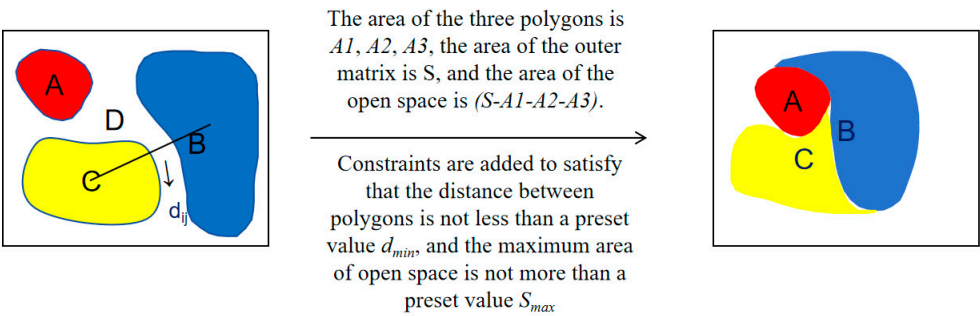 A
D
B
C
d_ij
The area of the three polygons is
A1, A2, A3, the area of the outer
matrix is S, and the area of the
open space is (S-A1-A2-A3).
Constraints are added to satisfy
that the distance between
polygons is not less than a preset
value d_min, and the maximum area
of open space is not more than a
preset value S_max
A
B
C